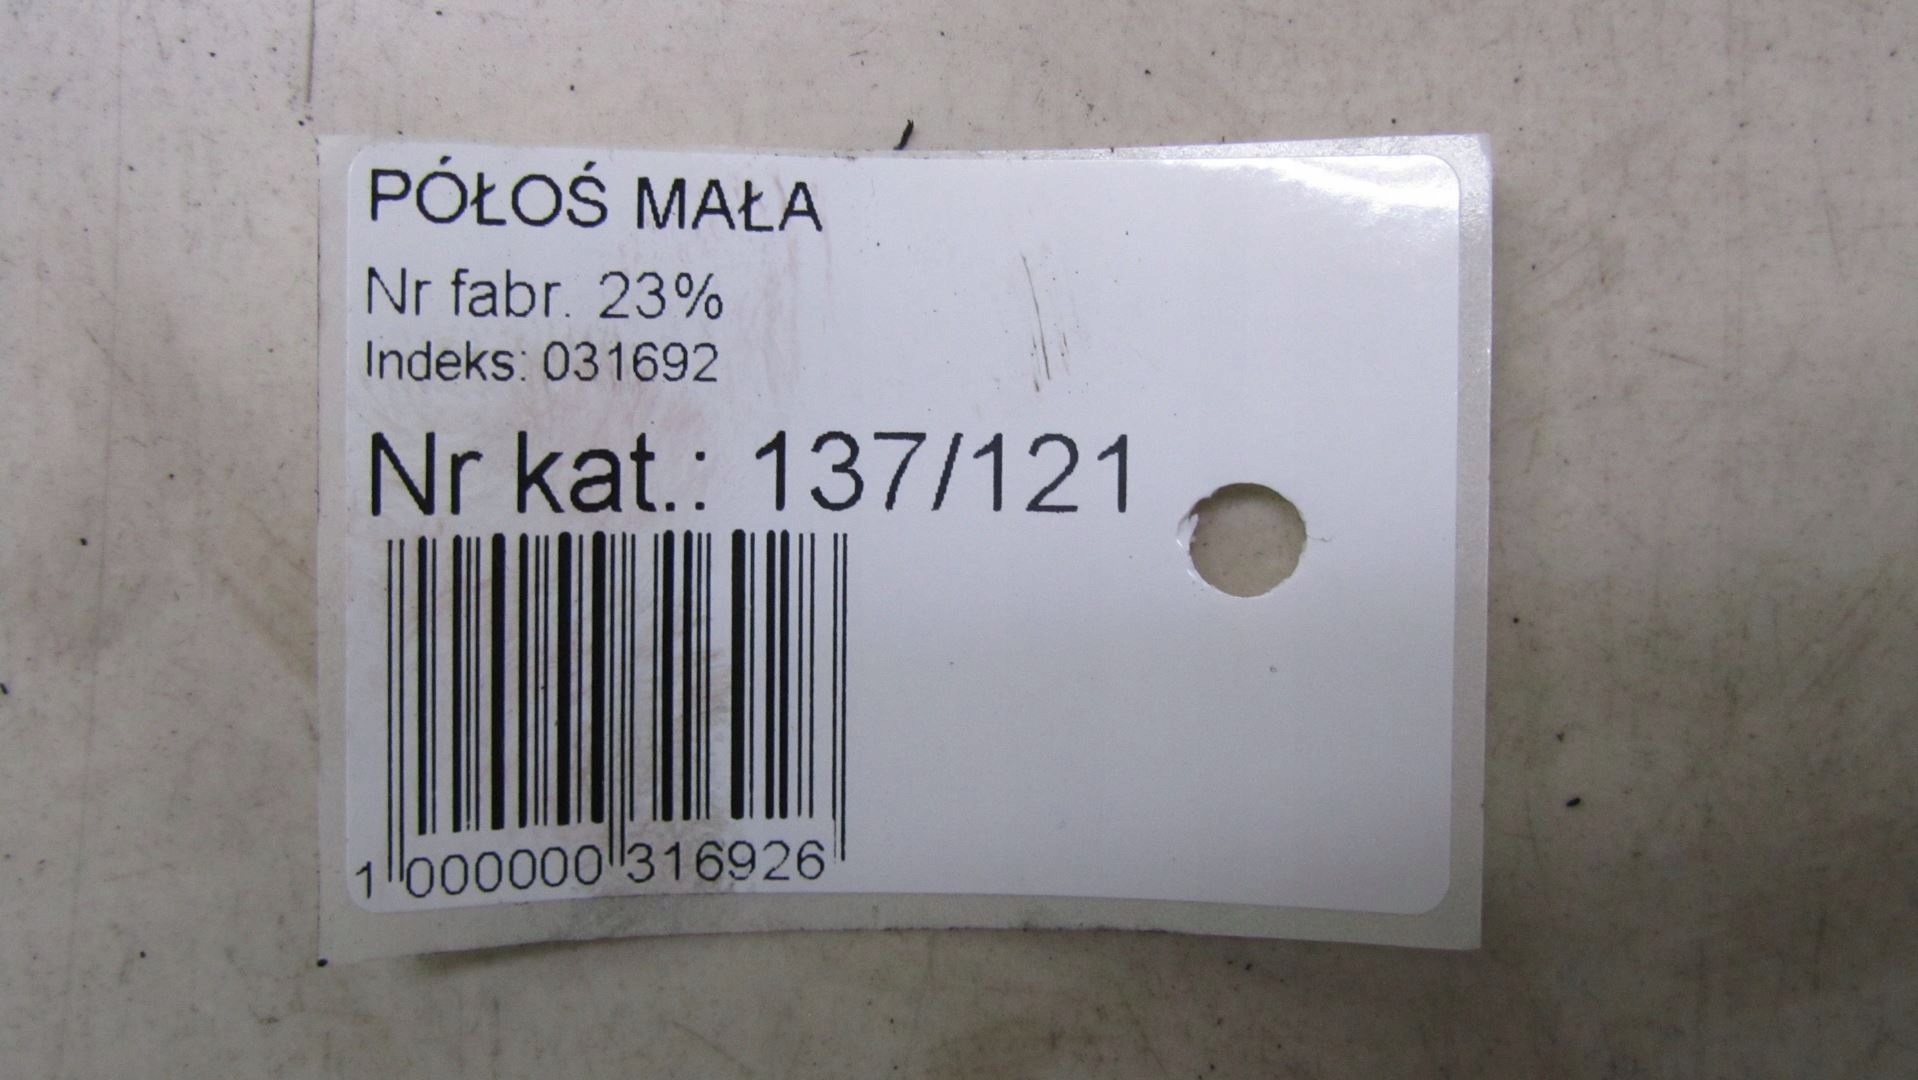 PÓŁOŚ MAŁA
Nr fabr. 23%
Indeks: 031692
Nr kat.: 137/121
1 000000 316926